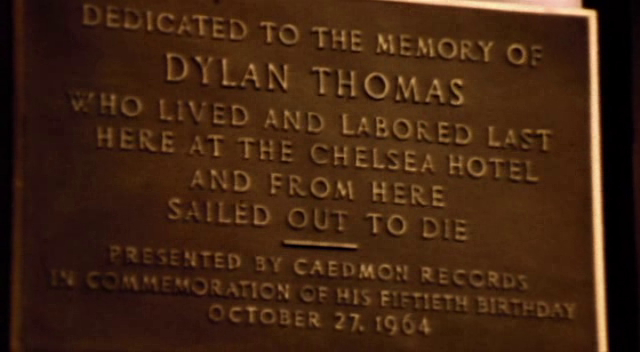 DEDICATED TO THE MEMORY OF
DYLAN THOMAS
WHO LIVED AND LABORED LAST
HERE AT THE CHELSEA HOTEL
AND FROM HERE
SAILED OUT TO DIE
PRESENTED BY CAEDMON RECORDS
IN COMMEMORATION OF HIS FIFTIETH BIRTHDAY
OCTOBER 27, 1964